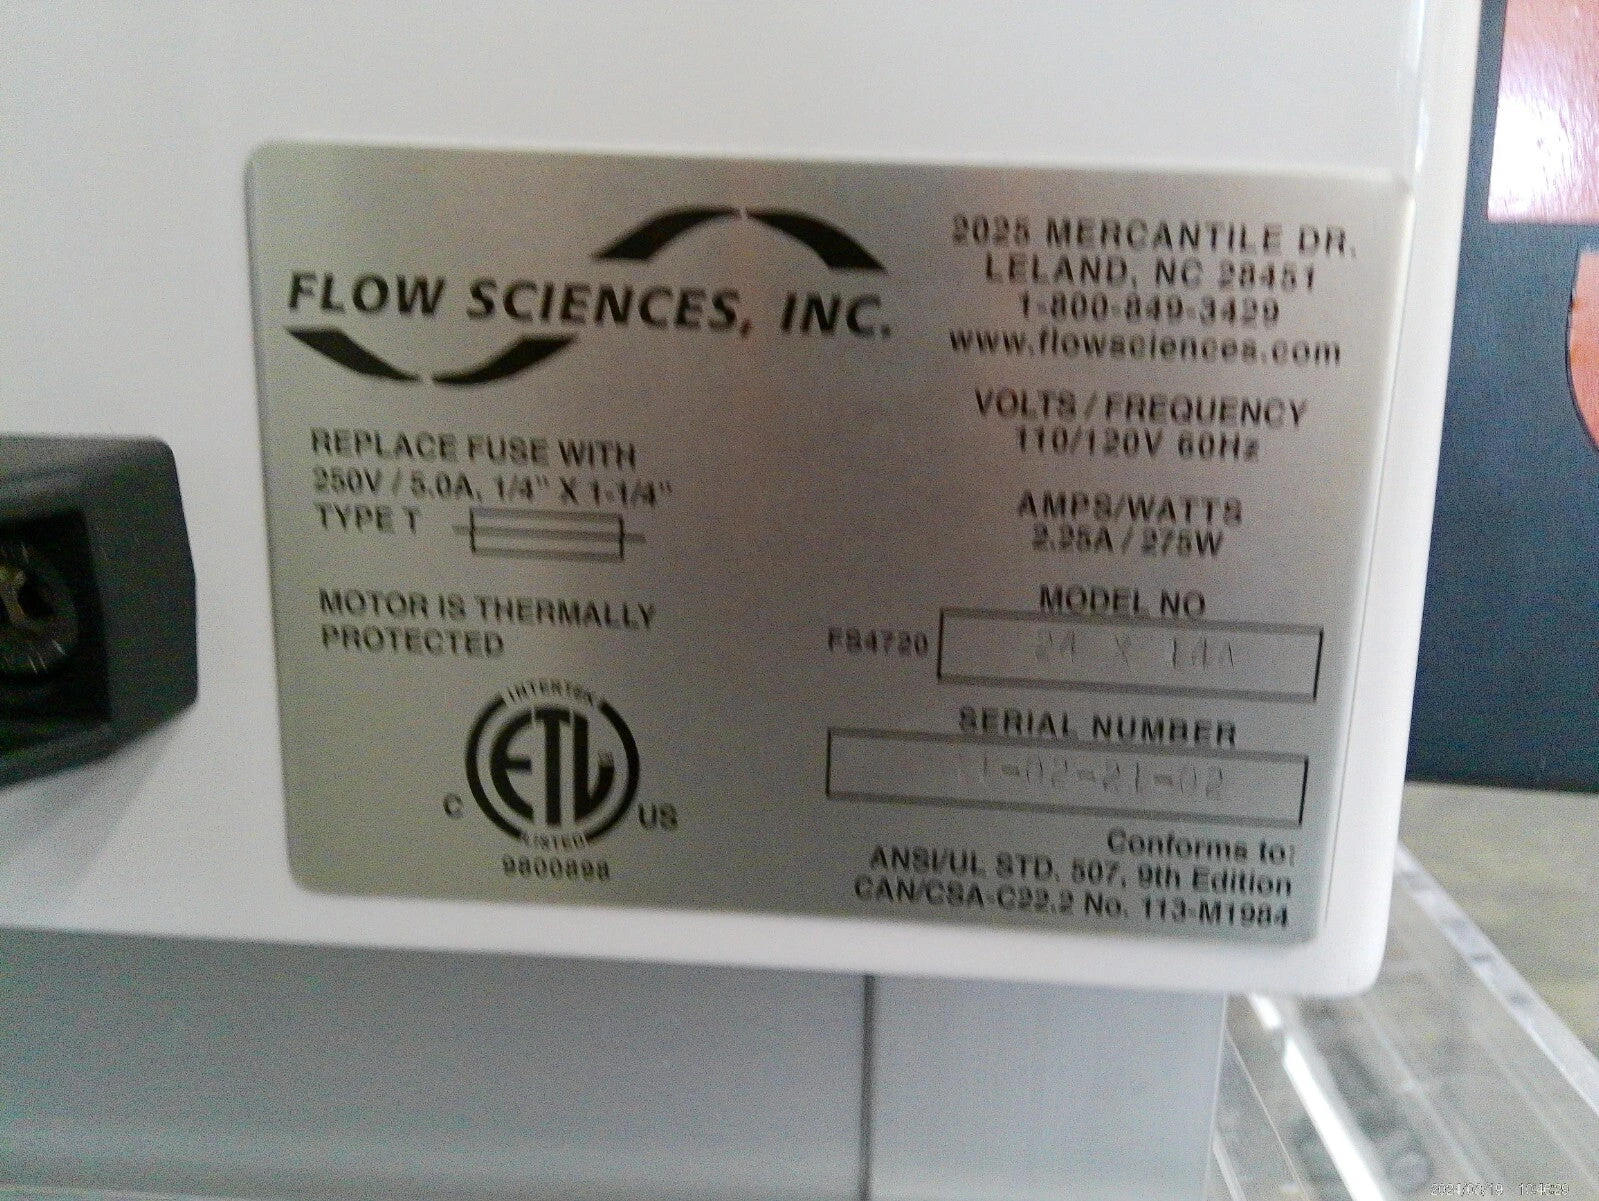 FLOW SCIENCES, INC.
2025 MERCANTILE DR.
LELAND, NC 28451
1-800-849-3429
www.flowsciences.com
REPLACE FUSE WITH
250V / 5.0A, 1/4" X 1-1/4"
TYPE T
VOLTS / FREQUENCY
110/120V 60Hz
AMPS/WATTS
2.25A / 275W
MOTOR IS THERMALLY
PROTECTED
MODEL NO
FS4720
24 X 14A
SERIAL NUMBER
INTERTEK
ETL
LISTED
C US
9800898
Conforms to:
ANSI/UL STD. 507, 9th Edition
CAN/CSA-C22.2 No. 113-M1984